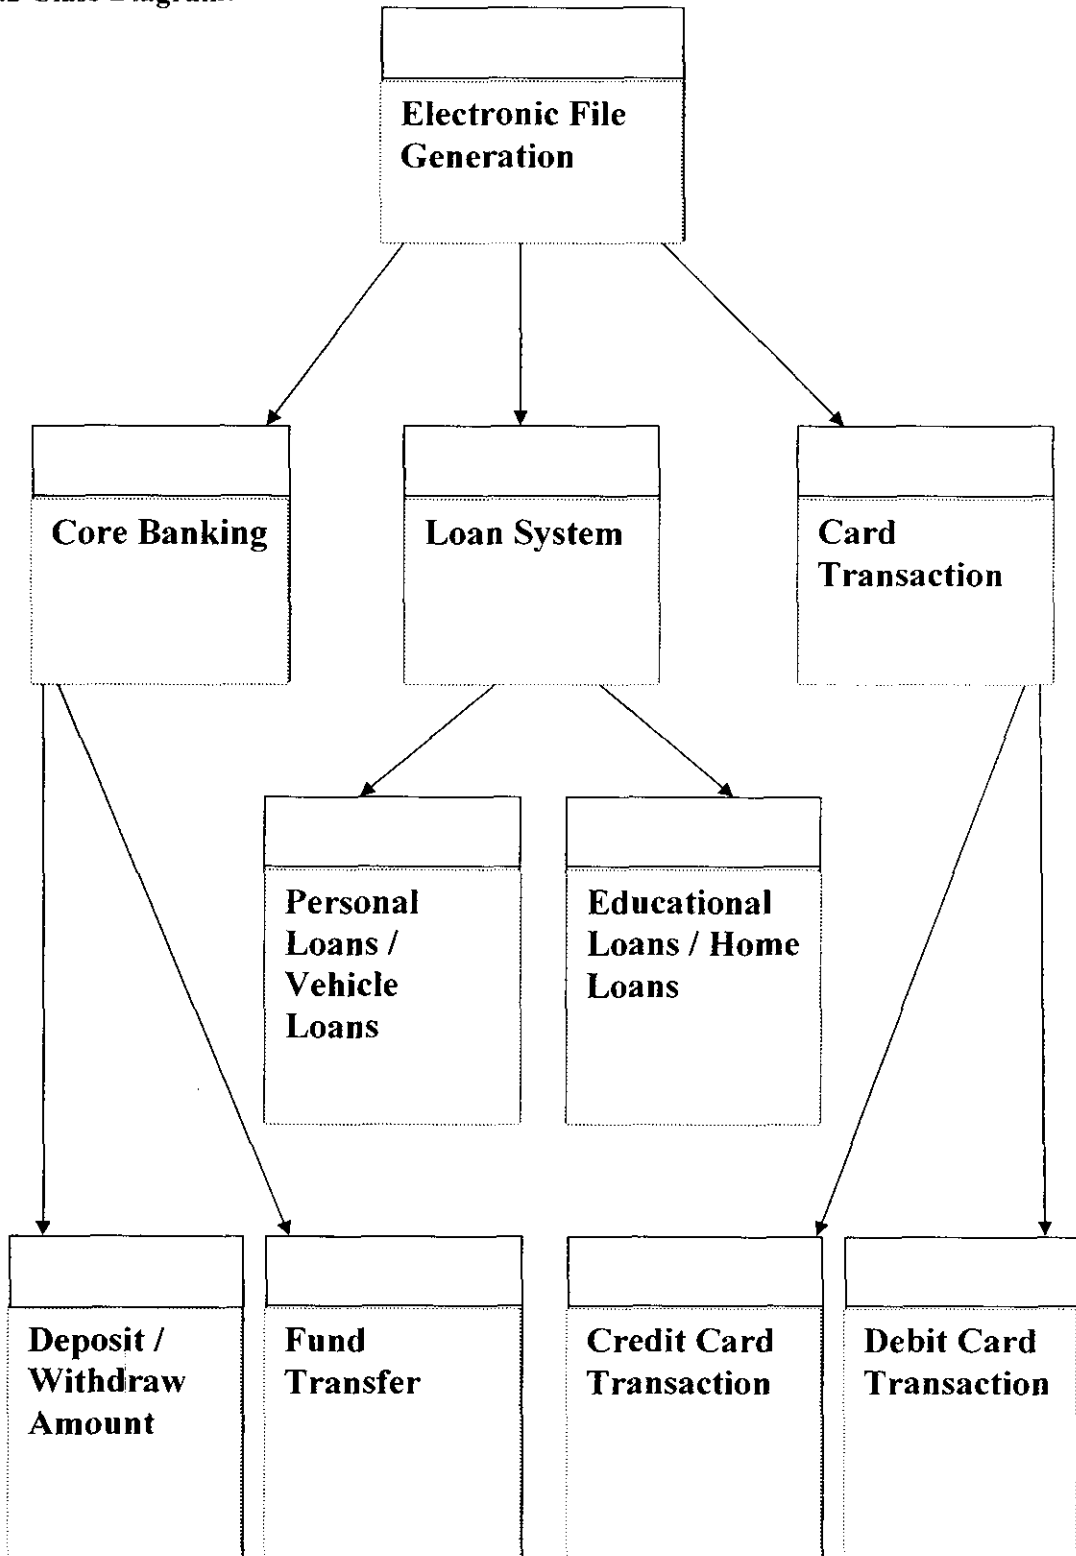 Electronic File
Generation
Core Banking
Loan System
Card
Transaction
Personal
Loans /
Vehicle
Loans
Educational
Loans / Home
Loans
Deposit /
Withdraw
Amount
Fund
Transfer
Credit Card
Transaction
Debit Card
Transaction